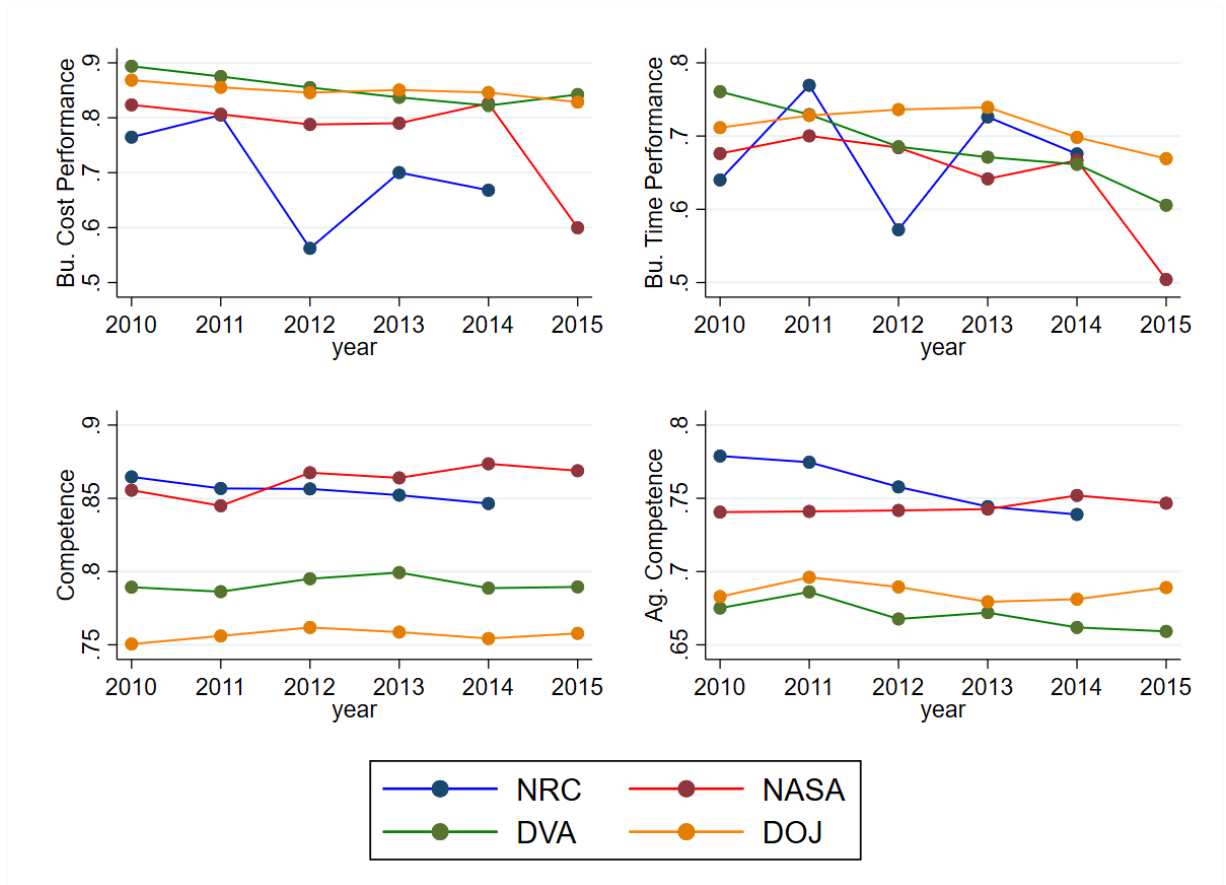 Bu. Cost Performance
.9
.8
.7
.6
.5
2010 2011 2012 2013 2014 2015
year
Bu. Time Performance
.8
.7
.6
.5
2010 2011 2012 2013 2014 2015
year
Competence
.9
.85
.8
.75
2010 2011 2012 2013 2014 2015
year
Ag. Competence
.8
.75
.7
.65
2010 2011 2012 2013 2014 2015
year
NRC NASA
DVA DOJ